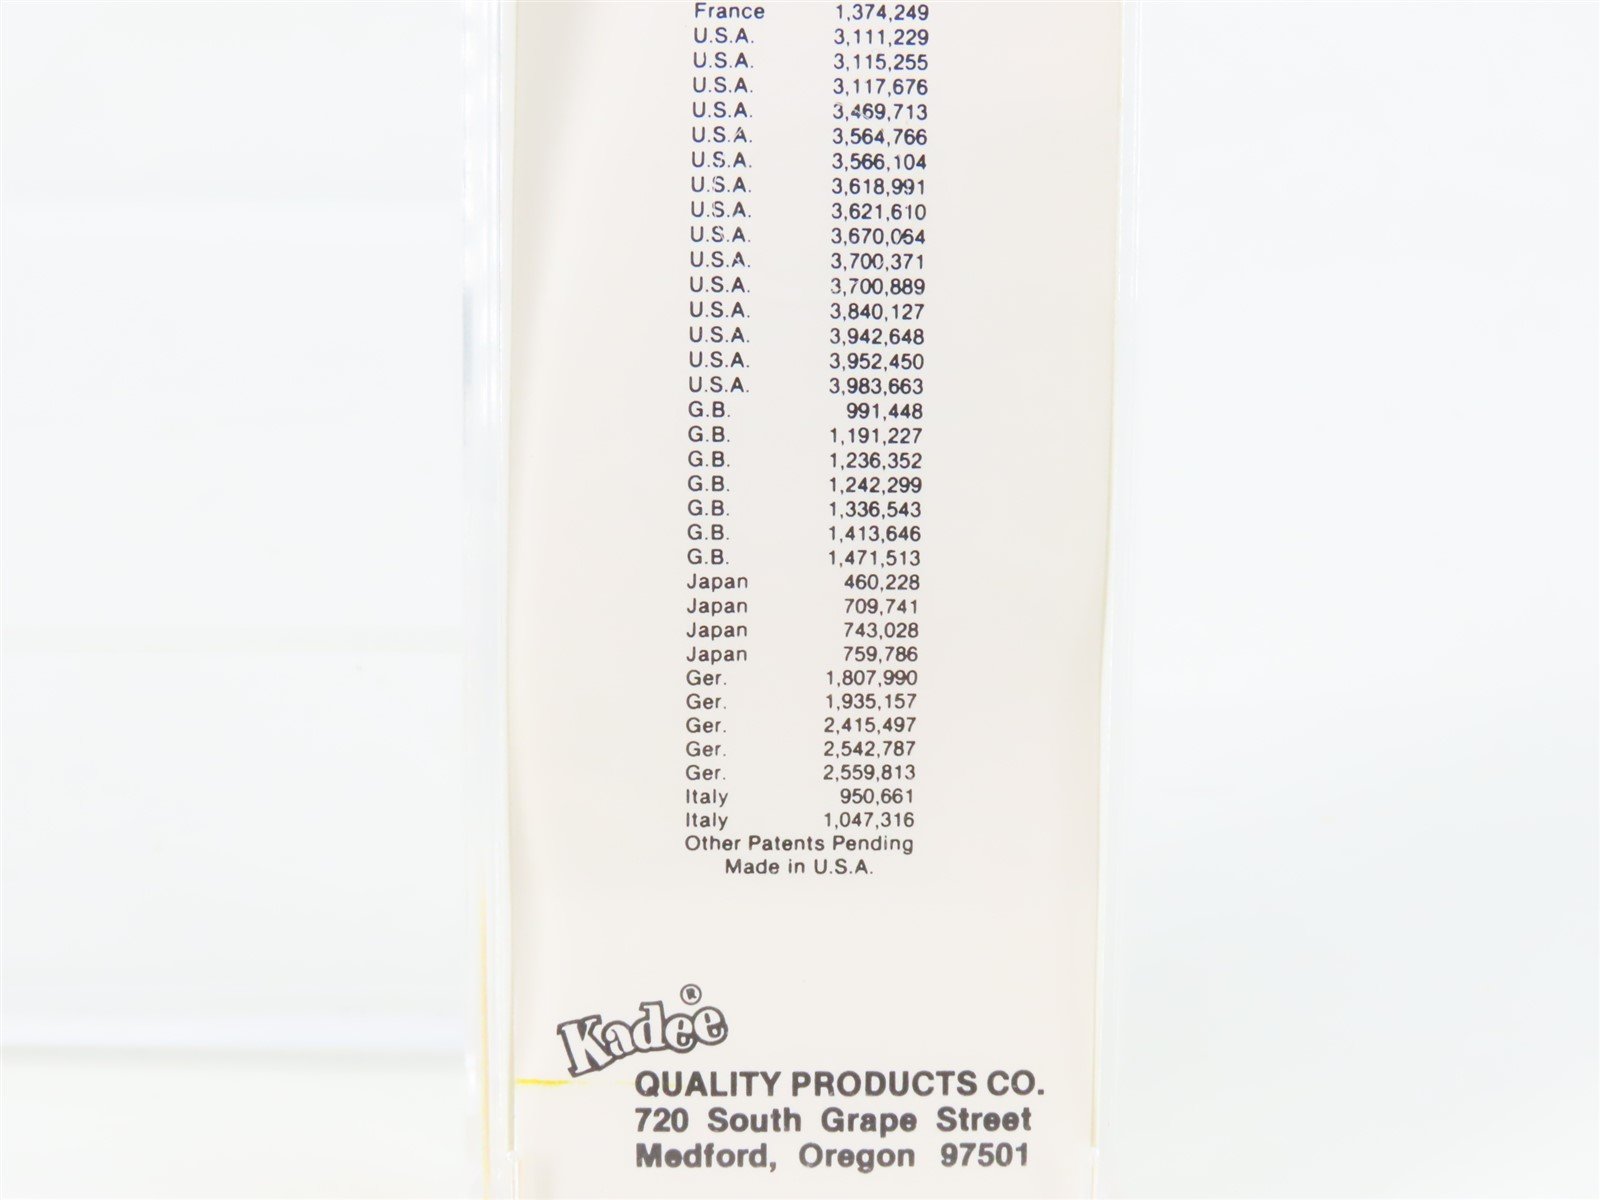 France 1,374,249
U.S.A. 3,111,229
U.S.A. 3,115,255
U.S.A. 3,117,676
U.S.A. 3,469,713
U.S.A. 3,564,766
U.S.A. 3,566,104
U.S.A. 3,618,991
U.S.A. 3,621,610
U.S.A. 3,670,064
U.S.A. 3,700,371
U.S.A. 3,700,889
U.S.A. 3,840,127
U.S.A. 3,942,648
U.S.A. 3,952,450
U.S.A. 3,983,663
G.B. 991,448
G.B. 1,191,227
G.B. 1,236,352
G.B. 1,242,299
G.B. 1,336,543
G.B. 1,413,646
G.B. 1,471,513
Japan 460,228
Japan 709,741
Japan 743,028
Japan 759,786
Ger. 1,807,990
Ger. 1,935,157
Ger. 2,415,497
Ger. 2,542,787
Ger. 2,559,813
Italy 950,661
Italy 1,047,316
Other Patents Pending
Made in U.S.A.
Kadee®
QUALITY PRODUCTS CO.
720 South Grape Street
Medford, Oregon 97501